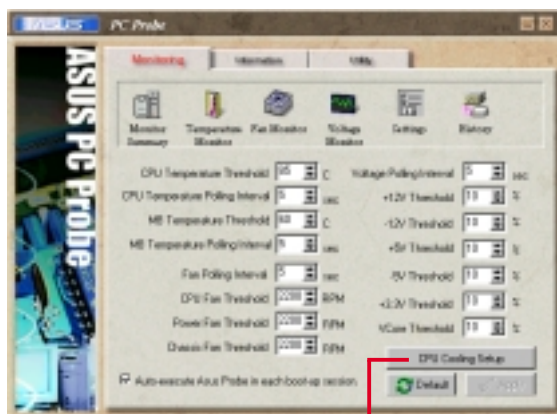 ASUS PC Probe
ASUS PC Probe
Monitoring Information Utility
Monitor Summary
Temperature Monitor
Fan Monitor
Voltage Monitor
Settings
History
CPU Temperature Threshold C
CPU Temperature Polling Interval 5 sec
MB Temperature Threshold 60 C
MB Temperature Polling Interval 5 sec
Fan Polling Interval 5 sec
CPU Fan Threshold 2200 RPM
Power Fan Threshold 2200 RPM
Chassis Fan Threshold 2200 RPM
Voltage Polling Interval 5 sec
+12V Threshold 10 %
-12V Threshold 10 %
+5V Threshold 10 %
-5V Threshold 10 %
+3.3V Threshold 10 %
VCore Threshold 10 %
CPU Cooling Setup
Auto-execute Asus Probe in each boot-up session.
Default Apply